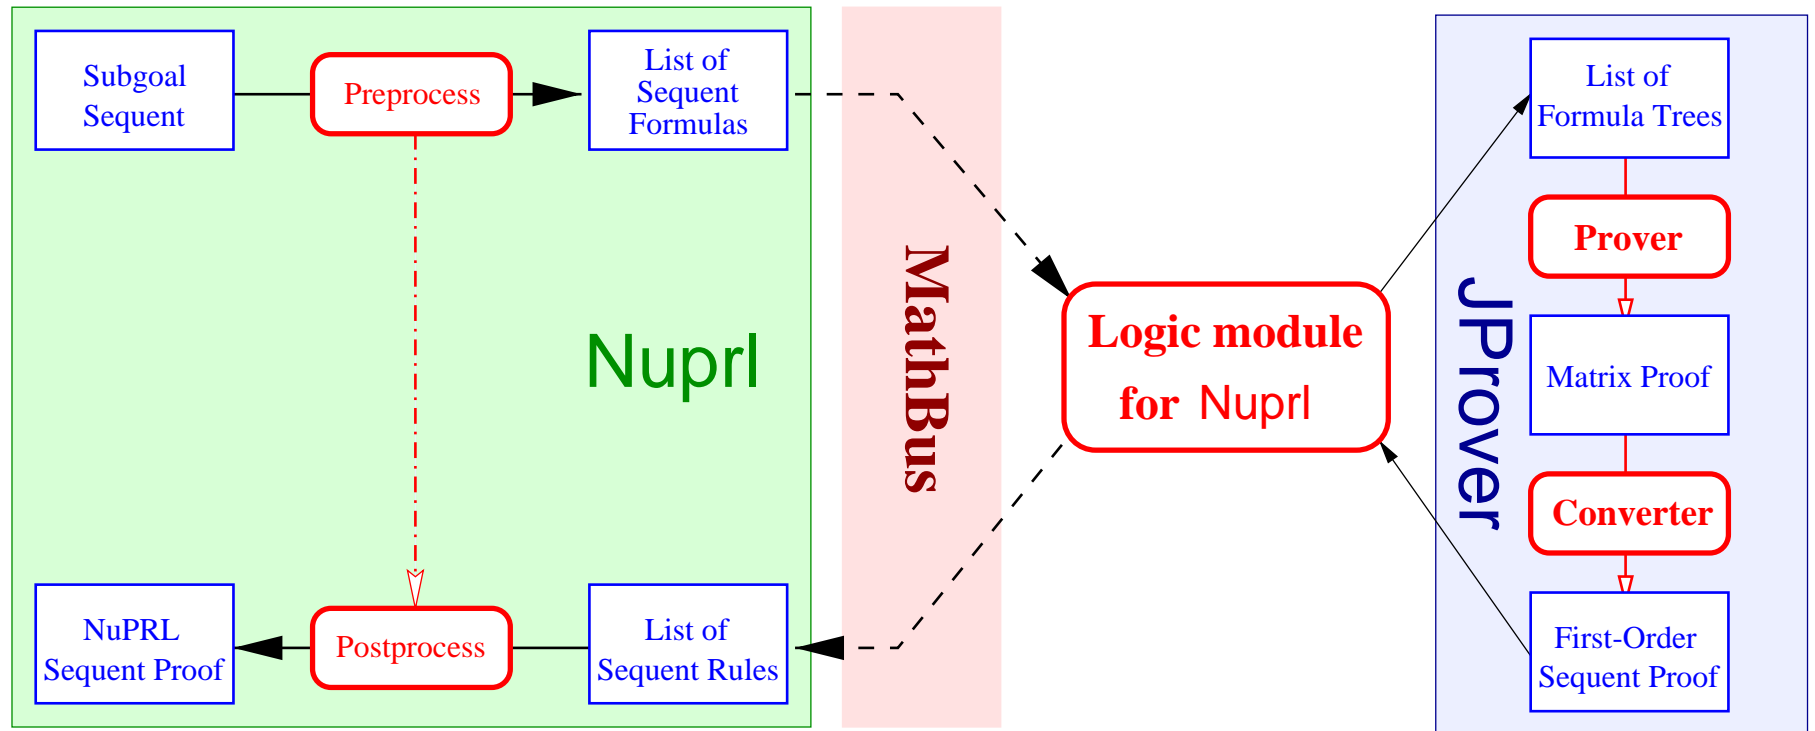 Subgoal
Sequent
Preprocess
List of
Sequent
Formulas
Nuprl
NuPRL
Sequent Proof
Postprocess
List of
Sequent Rules
MathBus
Logic module
for Nuprl
JProver
List of
Formula Trees
Prover
Matrix Proof
Converter
First-Order
Sequent Proof